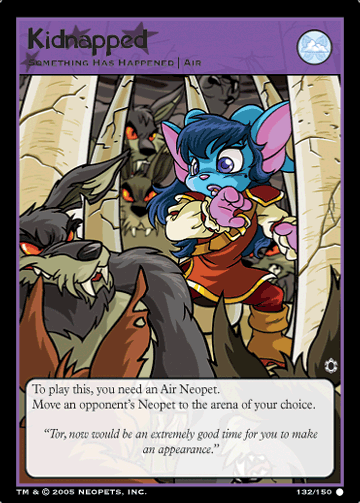 Kidnapped
Something Has Happened | Air
To play this, you need an Air Neopet.
Move an opponent's Neopet to the arena of your choice.
"Tor, now would be an extremely good time for you to make
an appearance."
TM & © 2005 NEOPETS, INC.
132/150